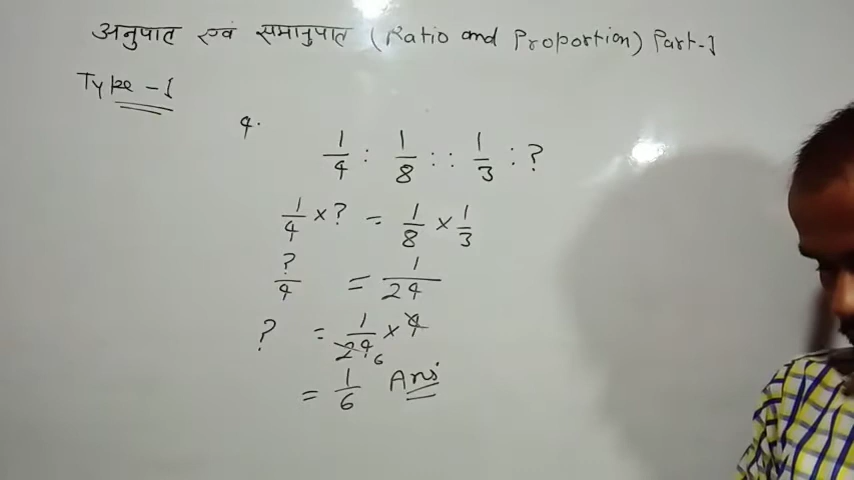 अनुपात एवं समानुपात (Ratio and Proportion) Part-1
Type-1
4.
1/4 : 1/8 :: 1/3 : ?
1/4 × ? = 1/8 × 1/3
?/4 = 1/24
? = 1/24 × 4 6
= 1/6 Ans